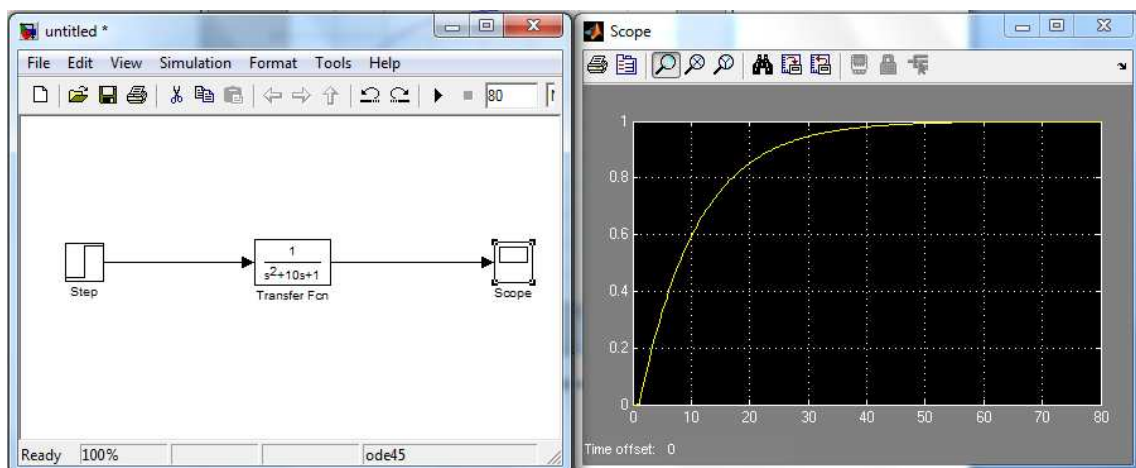 untitled *
File Edit View Simulation Format Tools Help
80
1
s²+10s+1
Step
Transfer Fcn
Scope
Ready 100% ode45
Scope
1
0.8
0.6
0.4
0.2
0
0 10 20 30 40 50 60 70 80
Time offset: 0